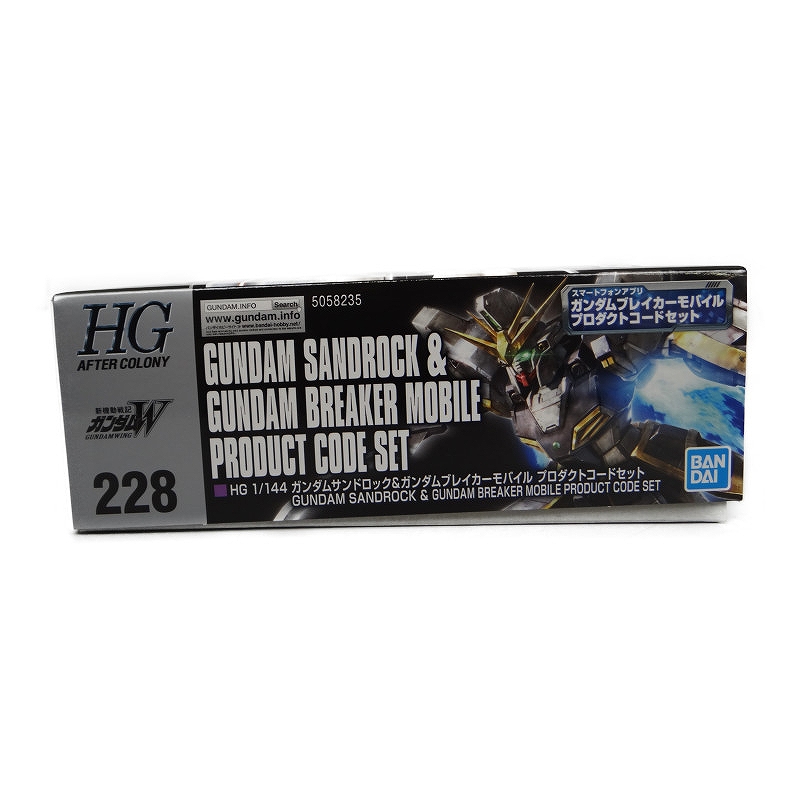 HG
AFTER COLONY
新機動戦記
ガンダムW
GUNDAM WING
228
GUNDAM.INFO Search
www.gundam.info
5058235
スマートフォンアプリ
ガンダムブレイカーモバイル
プロダクトコードセット
GUNDAM SANDROCK &
GUNDAM BREAKER MOBILE
PRODUCT CODE SET
HG 1/144 ガンダムサンドロック&ガンダムブレイカーモバイル プロダクトコードセット
GUNDAM SANDROCK & GUNDAM BREAKER MOBILE PRODUCT CODE SET
BAN
DAI